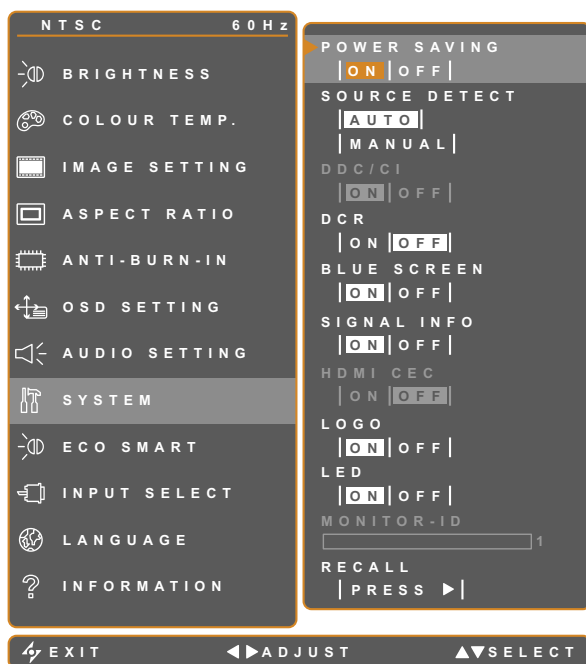 NTSC 60Hz
BRIGHTNESS
COLOUR TEMP.
IMAGE SETTING
ASPECT RATIO
ANTI-BURN-IN
OSD SETTING
AUDIO SETTING
SYSTEM
ECO SMART
INPUT SELECT
LANGUAGE
INFORMATION
POWER SAVING
ON OFF
SOURCE DETECT
AUTO
MANUAL
DDC/CI
ON OFF
DCR
ON OFF
BLUE SCREEN
ON OFF
SIGNAL INFO
ON OFF
HDMI CEC
ON OFF
LOGO
ON OFF
LED
ON OFF
MONITOR-ID
1
RECALL
PRESS
EXIT ADJUST SELECT